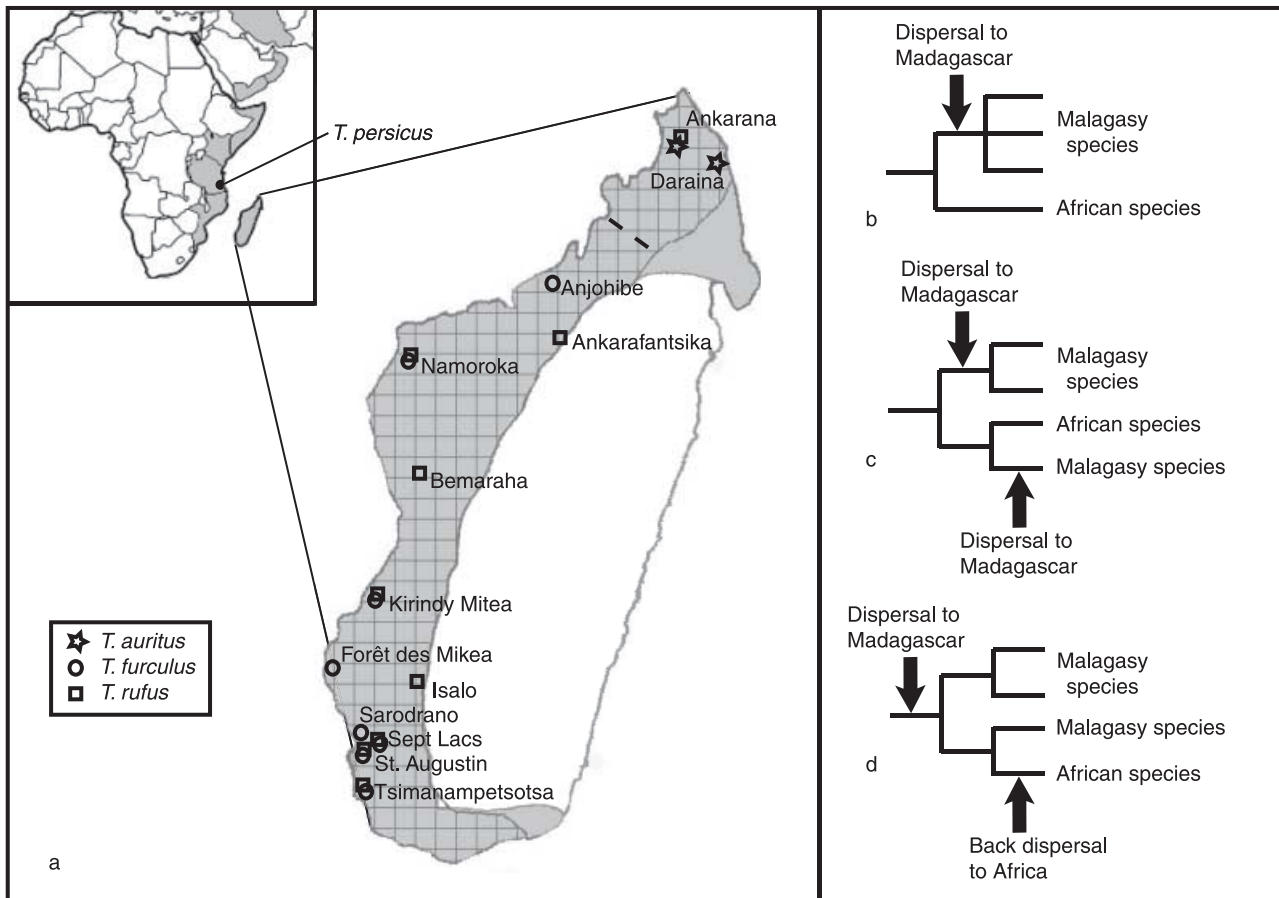 T. persicus
Ankarana
Daraina
Anjohibe
Ankarafantsika
Namoroka
Bemaraha
Kirindy Mitea
Forêt des Mikea
Isalo
Sarodrano
Sept Lacs
St. Augustin
Tsimanampetsotsa
T. auritus
T. furculus
T. rufus
a
Dispersal to
Madagascar
Malagasy
species
African species
b
Dispersal to
Madagascar
Malagasy
species
African species
Malagasy species
c
Dispersal to
Madagascar
Dispersal to
Madagascar
Malagasy
species
Malagasy species
African species
d
Back dispersal
to Africa